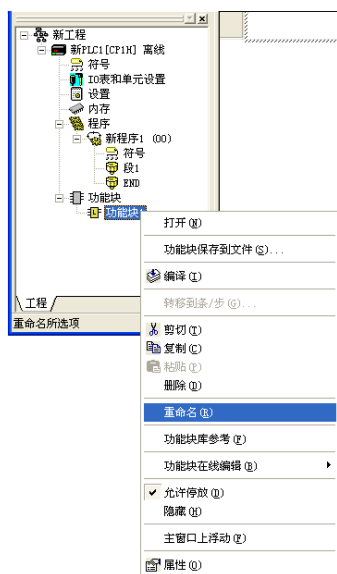 新工程
新PLC1[CP1H] 离线
符号
IO表和单元设置
设置
内存
程序
新程序1 (00)
符号
段1
END
功能块
功能块1
工程
重命名所选项
打开(N)
功能块保存到文件(S)...
编译(I)
转移到条/步(G)...
剪切(T)
复制(C)
粘贴(P)
删除(D)
重命名(R)
功能块库参考(F)
功能块在线编辑(B)
允许停放(D)
隐藏(H)
主窗口上浮动(F)
属性(O)